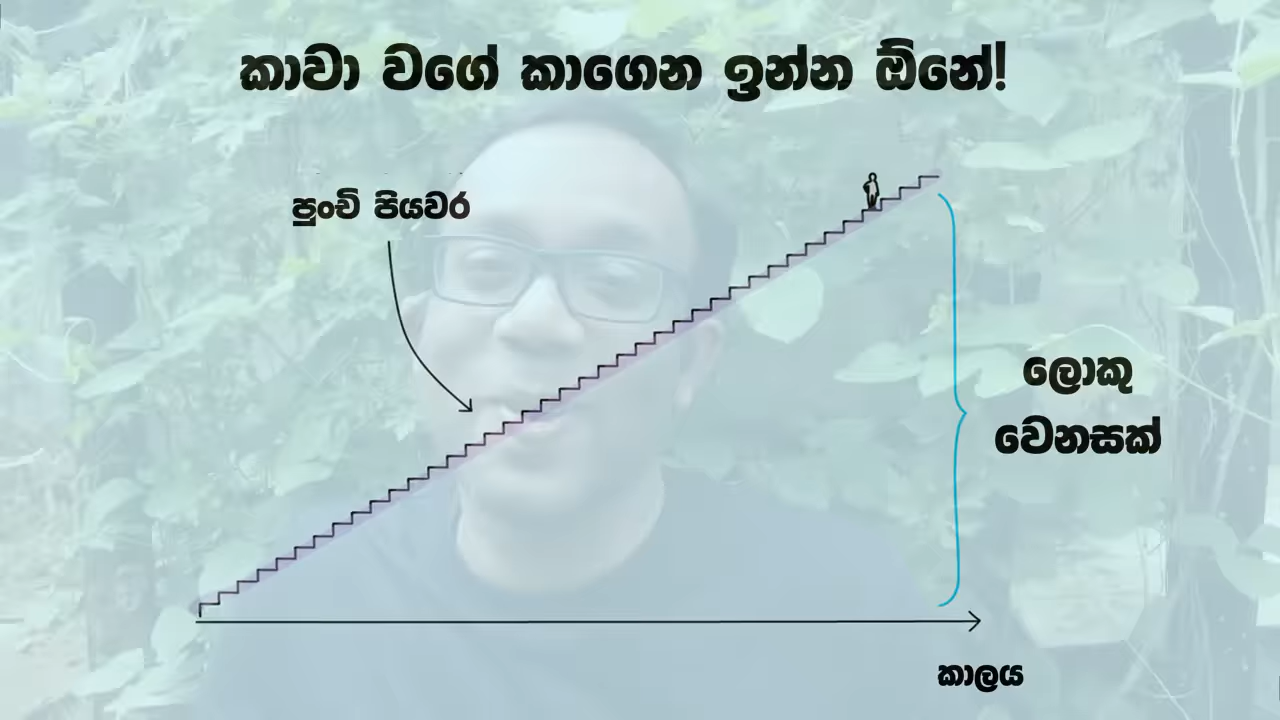 කාවා වගේ කාගෙන ඉන්න ඕනේ!
පුංචි පියවර
ලොකු
වෙනසක්
කාලය